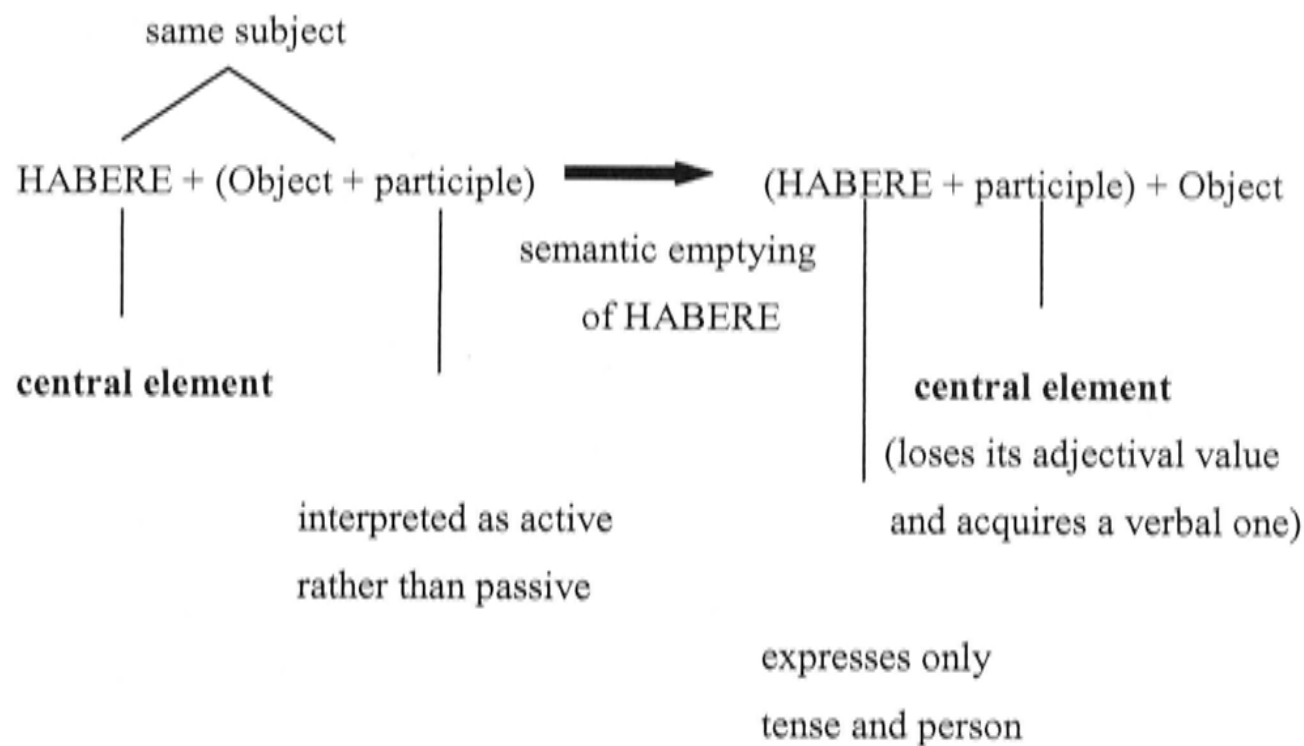 same subject
HABERE + (Object + participle)
(HABERE + participle) + Object
semantic emptying
of HABERE
central element
central element
(loses its adjectival value
and acquires a verbal one)
interpreted as active
rather than passive
expresses only
tense and person